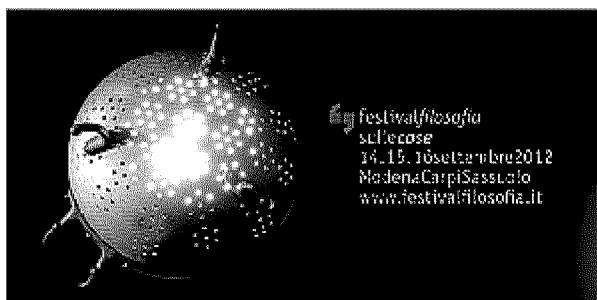 festivalfilosofia
sullecose
14.15.16settembre2012
ModenaCarpiSassuolo
www.festivalfilosofia.it